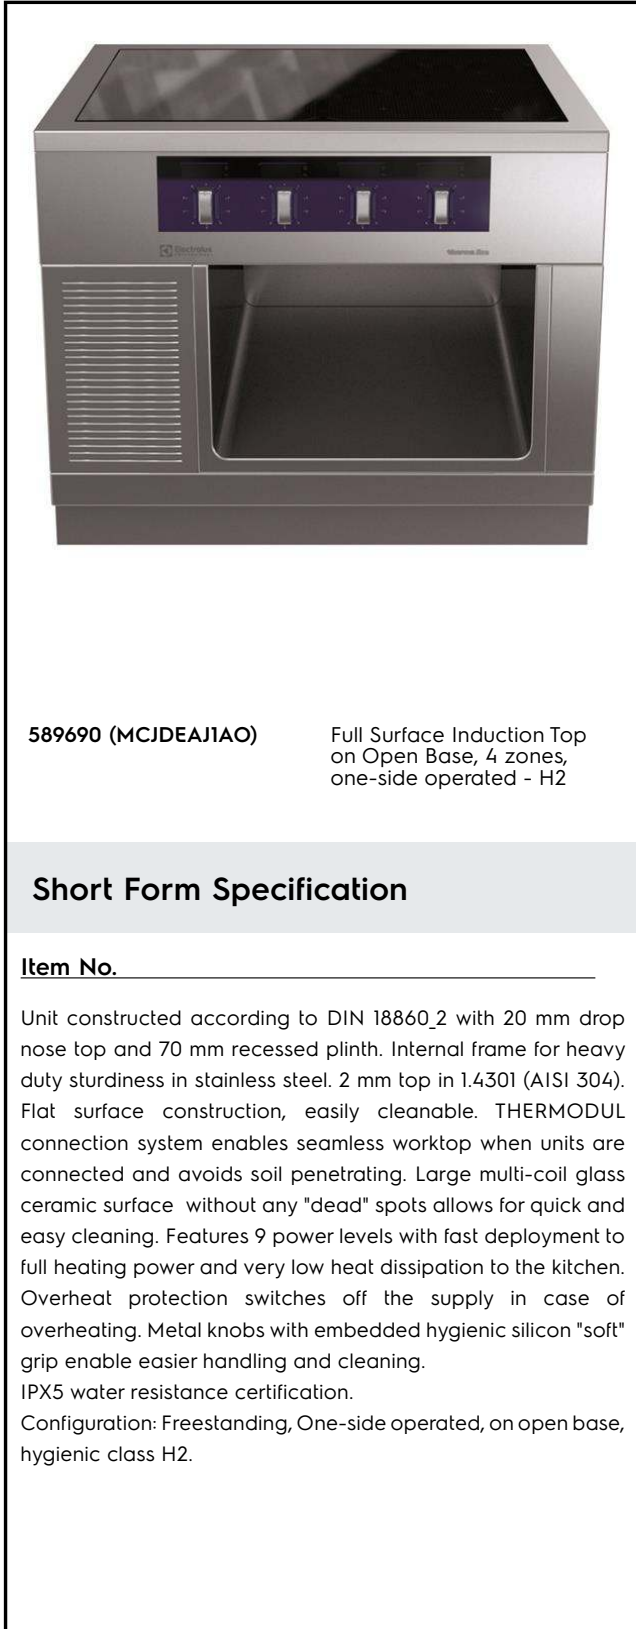 Electrolux
589690 (MCJDEAJ1AO)
Full Surface Induction Top
on Open Base, 4 zones,
one-side operated - H2
Short Form Specification
Item No.
Unit constructed according to DIN 18860_2 with 20 mm drop
nose top and 70 mm recessed plinth. Internal frame for heavy
duty sturdiness in stainless steel. 2 mm top in 1.4301 (AISI 304).
Flat surface construction, easily cleanable. THERMODUL
connection system enables seamless worktop when units are
connected and avoids soil penetrating. Large multi-coil glass
ceramic surface without any "dead" spots allows for quick and
easy cleaning. Features 9 power levels with fast deployment to
full heating power and very low heat dissipation to the kitchen.
Overheat protection switches off the supply in case of
overheating. Metal knobs with embedded hygienic silicon "soft"
grip enable easier handling and cleaning.
IPX5 water resistance certification.
Configuration: Freestanding, One-side operated, on open base,
hygienic class H2.